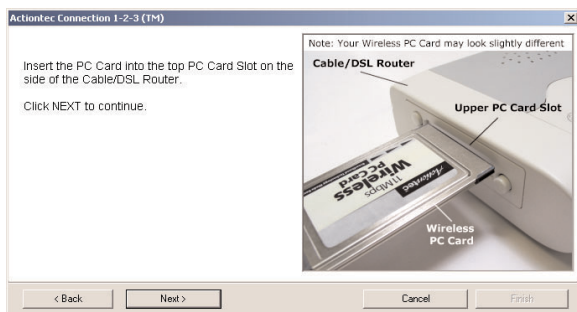 Actiontec Connection 1-2-3 (TM)
Insert the PC Card into the top PC Card Slot on the
side of the Cable/DSL Router.
Click NEXT to continue.
Note: Your Wireless PC Card may look slightly different
Cable/DSL Router
Upper PC Card Slot
Actiontec
11Mbps
Wireless
PC Card
Wireless
PC Card
< Back
Next >
Cancel
Finish